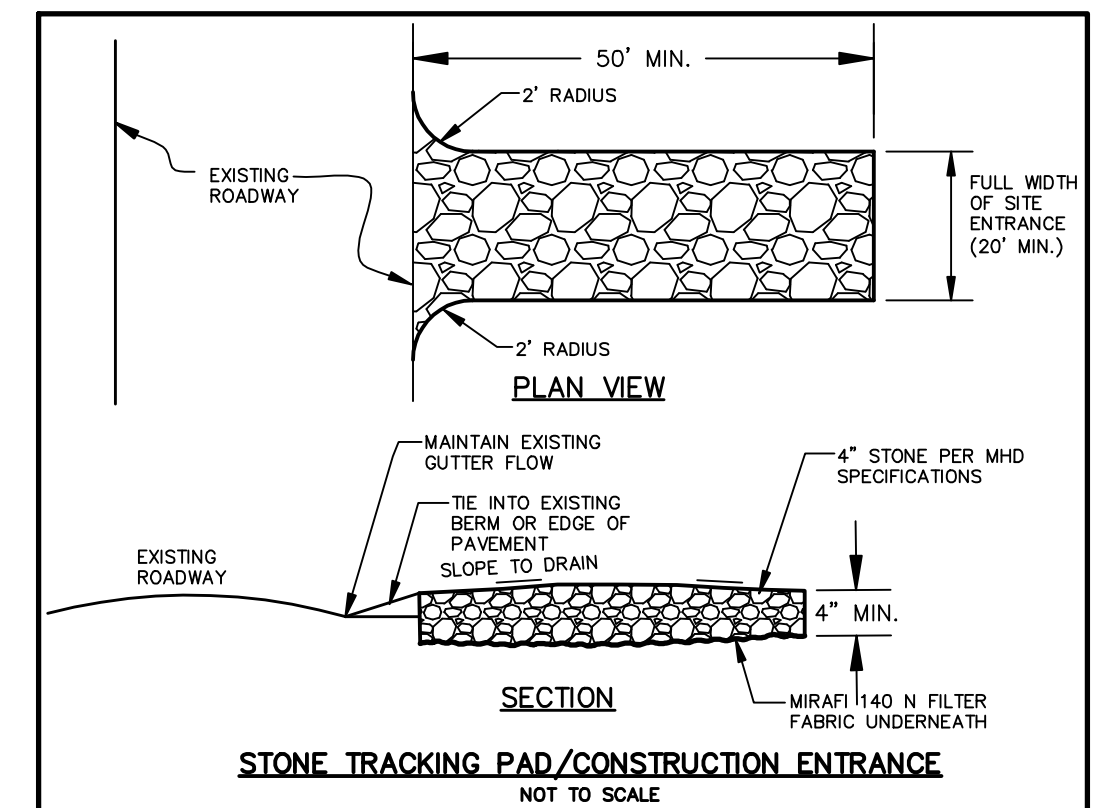 50' MIN.
2' RADIUS
EXISTING
ROADWAY
FULL WIDTH
OF SITE
ENTRANCE
(20' MIN.)
2' RADIUS
PLAN VIEW
MAINTAIN EXISTING
GUTTER FLOW
4" STONE PER MHD
SPECIFICATIONS
TIE INTO EXISTING
BERM OR EDGE OF
PAVEMENT
SLOPE TO DRAIN
EXISTING
ROADWAY
4" MIN.
SECTION
MIRAFI 140 N FILTER
FABRIC UNDERNEATH
STONE TRACKING PAD/CONSTRUCTION ENTRANCE
NOT TO SCALE